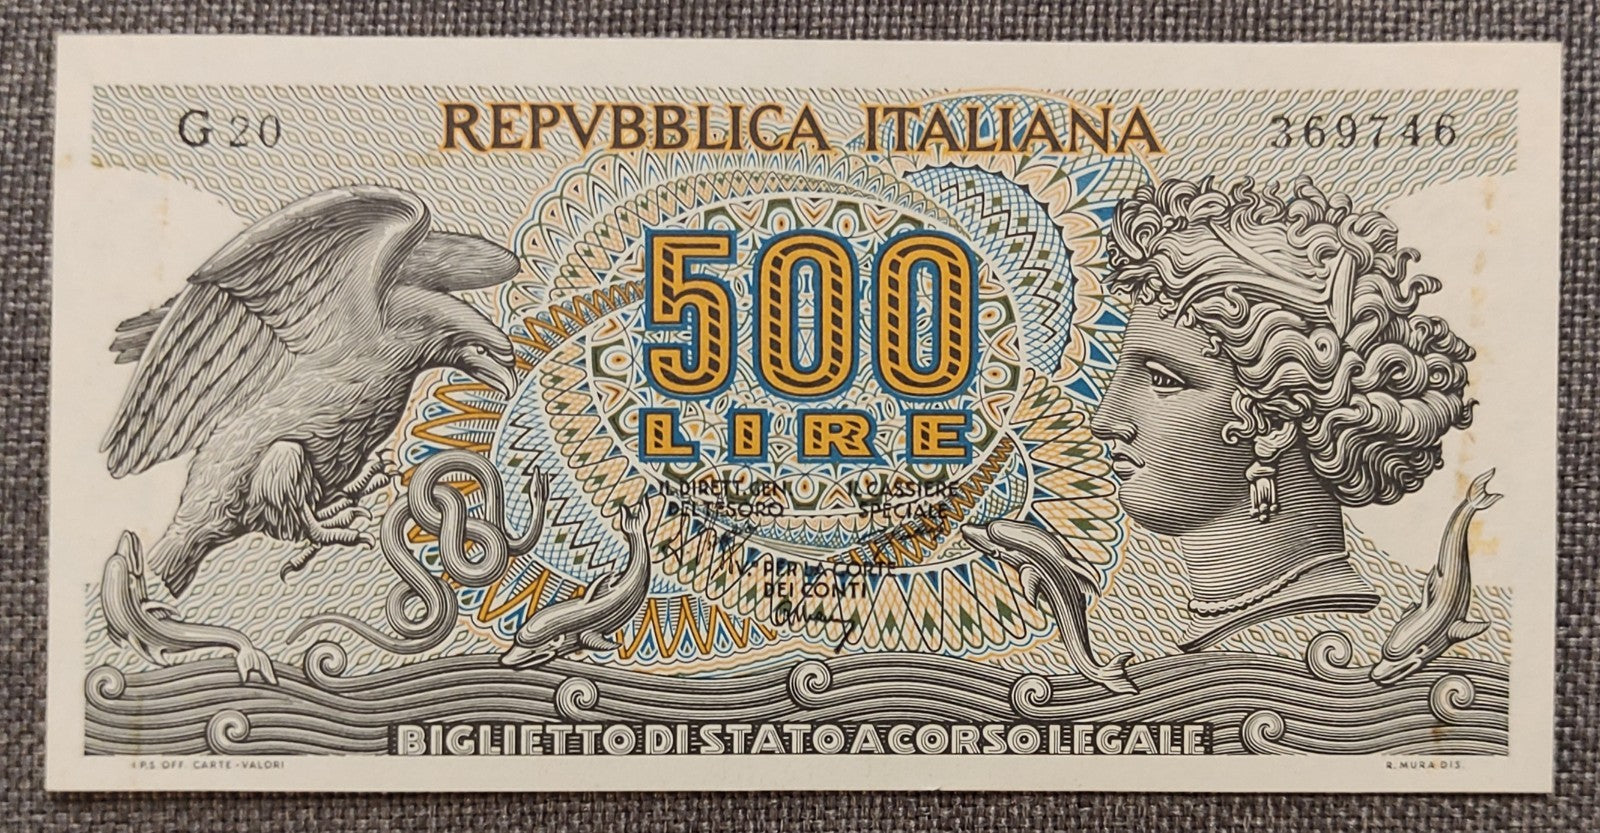 G 20
REPVBBLICA ITALIANA
369746
500
LIRE
IL DIRETT. GEN.
DEL TESORO
IL CASSIERE
SPECIALE
V.° PER LA CORTE
DEI CONTI
BIGLIETTO DI STATO A CORSO LEGALE
I.P.S. OFF. CARTE-VALORI
R. MURA DIS.